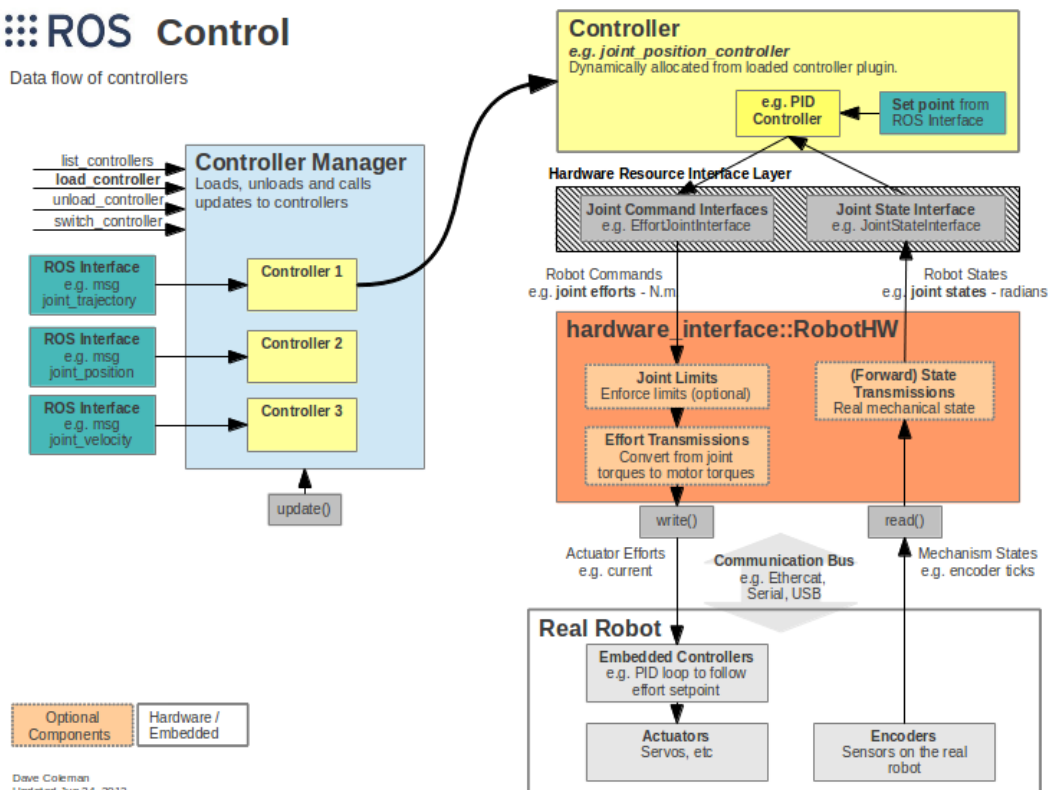 ROS Control
Data flow of controllers
list_controllers
load_controller
unload_controller
switch_controller
Controller Manager
Loads, unloads and calls
updates to controllers
ROS Interface
e.g. msg
joint_trajectory
Controller 1
ROS Interface
e.g. msg
joint_position
Controller 2
ROS Interface
e.g. msg
joint_velocity
Controller 3
update()
Controller
e.g. joint_position_controller
Dynamically allocated from loaded controller plugin.
e.g. PID
Controller
Set point from
ROS Interface
Hardware Resource Interface Layer
Joint Command Interfaces
e.g. EffortJointInterface
Joint State Interface
e.g. JointStateInterface
Robot Commands
e.g. joint efforts - N.m
Robot States
e.g. joint states - radians
hardware_interface::RobotHW
Joint Limits
Enforce limits (optional)
Effort Transmissions
Convert from joint
torques to motor torques
(Forward) State
Transmissions
Real mechanical state
write()
read()
Actuator Efforts
e.g. current
Communication Bus
e.g. Ethercat,
Serial, USB
Mechanism States
e.g. encoder ticks
Real Robot
Embedded Controllers
e.g. PID loop to follow
effort setpoint
Actuators
Servos, etc
Encoders
Sensors on the real
robot
Optional
Components
Hardware /
Embedded
Dave Coleman
Updated Jun 24, 2013